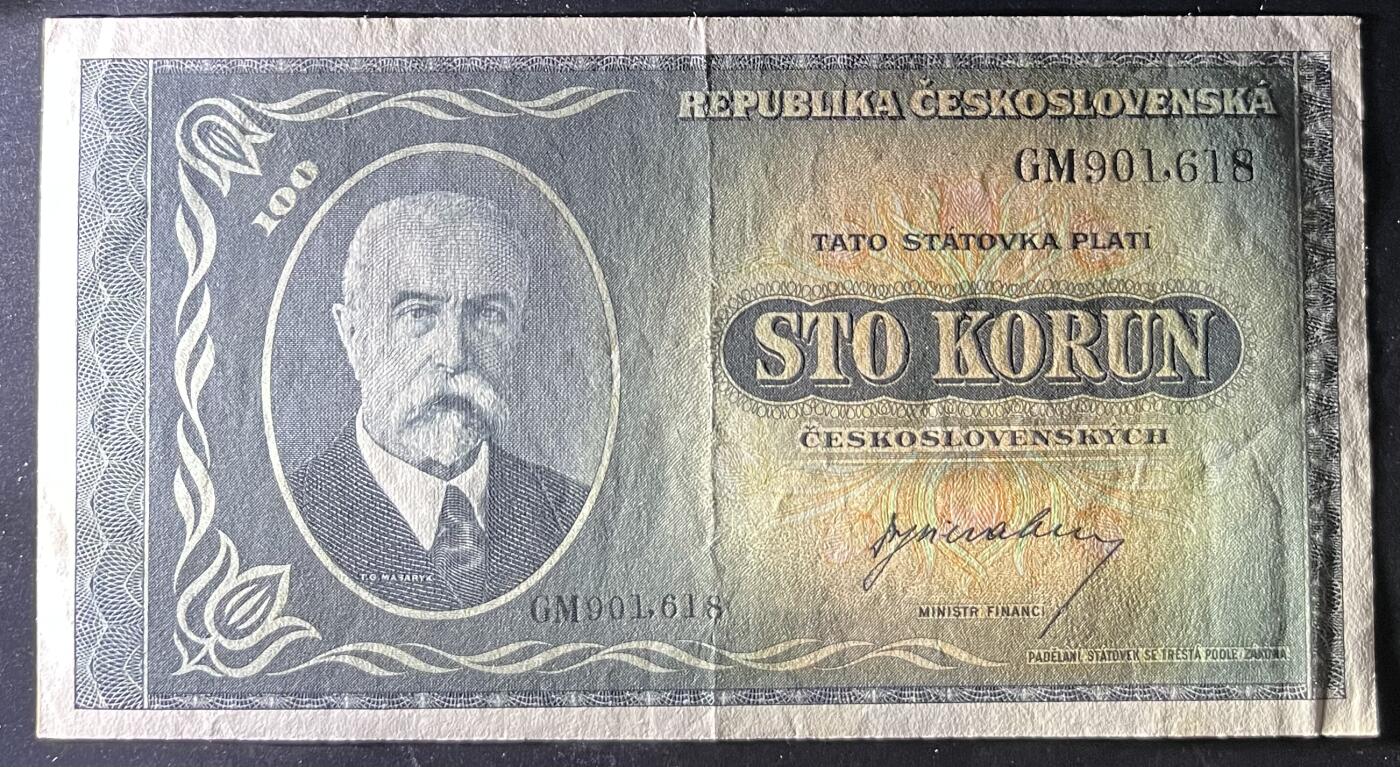 REPUBLIKA ČESKOSLOVENSKÁ
GM901.618
100
TATO STÁTOVKA PLATÍ
STO KORUN
ČESKOSLOVENSKÝCH
T.G. MASARYK
GM901.618
MINISTR FINANCÍ
PADĚLÁNÍ STÁTOVEK SE TRESTÁ PODLE ZÁKONA